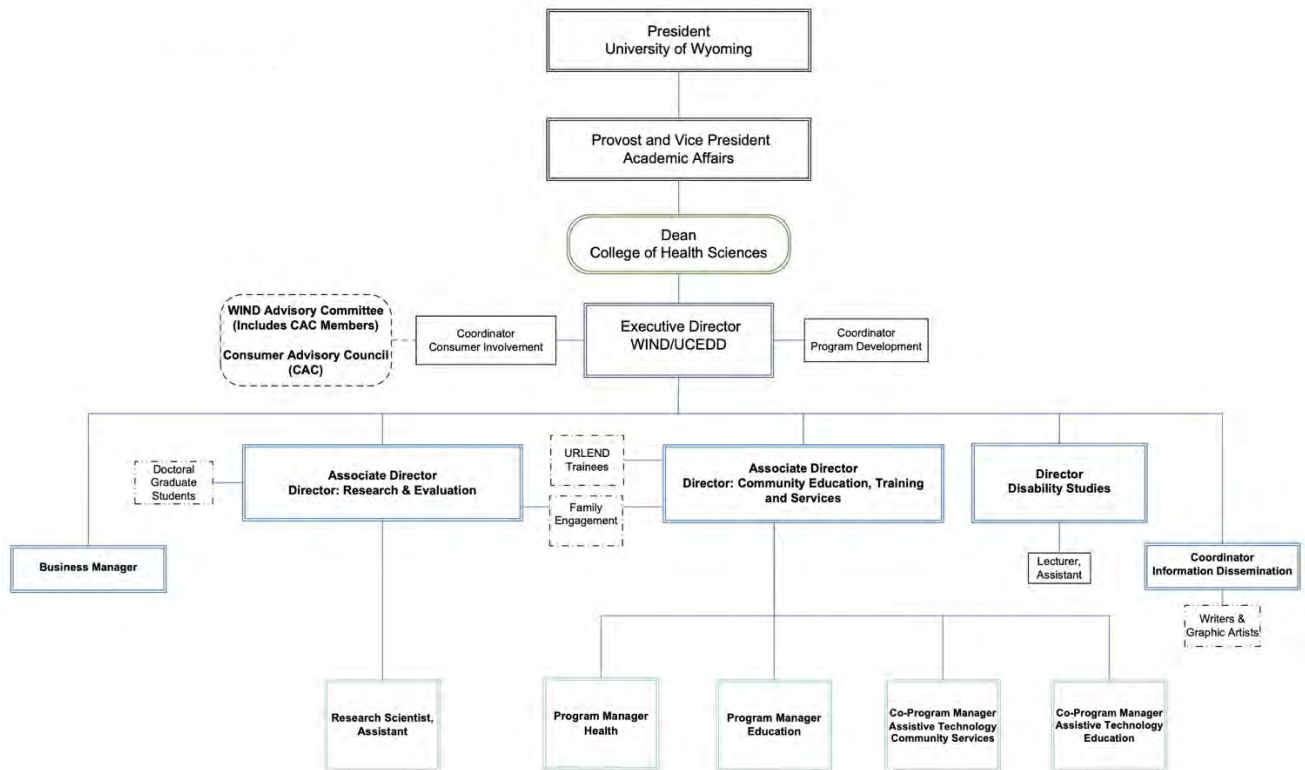 President
University of Wyoming
Provost and Vice President
Academic Affairs
Dean
College of Health Sciences
WIND Advisory Committee
(Includes CAC Members)
Consumer Advisory Council
(CAC)
Coordinator
Consumer Involvement
Executive Director
WIND/UCEDD
Coordinator
Program Development
Doctoral
Graduate
Students
Associate Director
Director: Research & Evaluation
URLEND
Trainees
Family
Engagement
Associate Director
Director: Community Education, Training
and Services
Director
Disability Studies
Business Manager
Lecturer,
Assistant
Coordinator
Information Dissemination
Writers &
Graphic Artists
Research Scientist,
Assistant
Program Manager
Health
Program Manager
Education
Co-Program Manager
Assistive Technology
Community Services
Co-Program Manager
Assistive Technology
Education